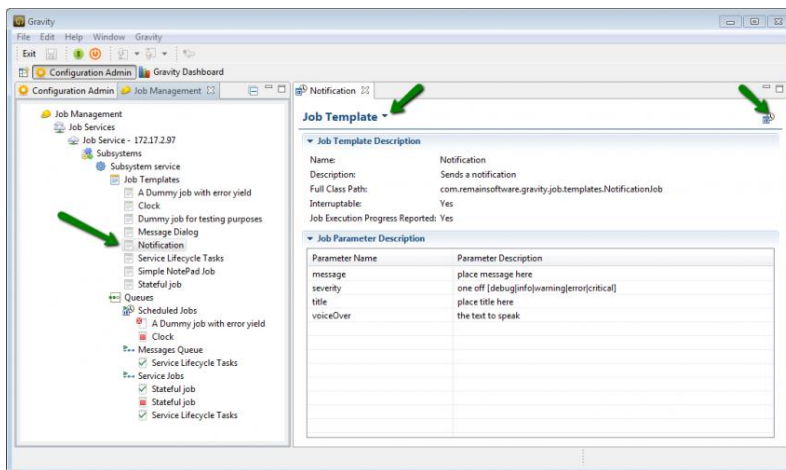 Gravity
File Edit Help Window Gravity
Exit
Configuration Admin Gravity Dashboard
Configuration Admin Job Management
Job Management
Job Services
Job Service - 172.17.2.97
Subsystems
Subsystem service
Job Templates
A Dummy job with error yield
Clock
Dummy job for testing purposes
Message Dialog
Notification
Service Lifecycle Tasks
Simple NotePad Job
Stateful job
Queues
Scheduled Jobs
A Dummy job with error yield
Clock
Messages Queue
Service Lifecycle Tasks
Service Jobs
Stateful job
Stateful job
Service Lifecycle Tasks
Notification
Job Template
Job Template Description
Name: Notification
Description: Sends a notification
Full Class Path: com.remainsoftware.gravity.job.templates.NotificationJob
Interruptable: Yes
Job Execution Progress Reported: Yes
Job Parameter Description
Parameter Name Parameter Description
message place message here
severity one off [debug|info|warning|error|critical]
title place title here
voiceOver the text to speak